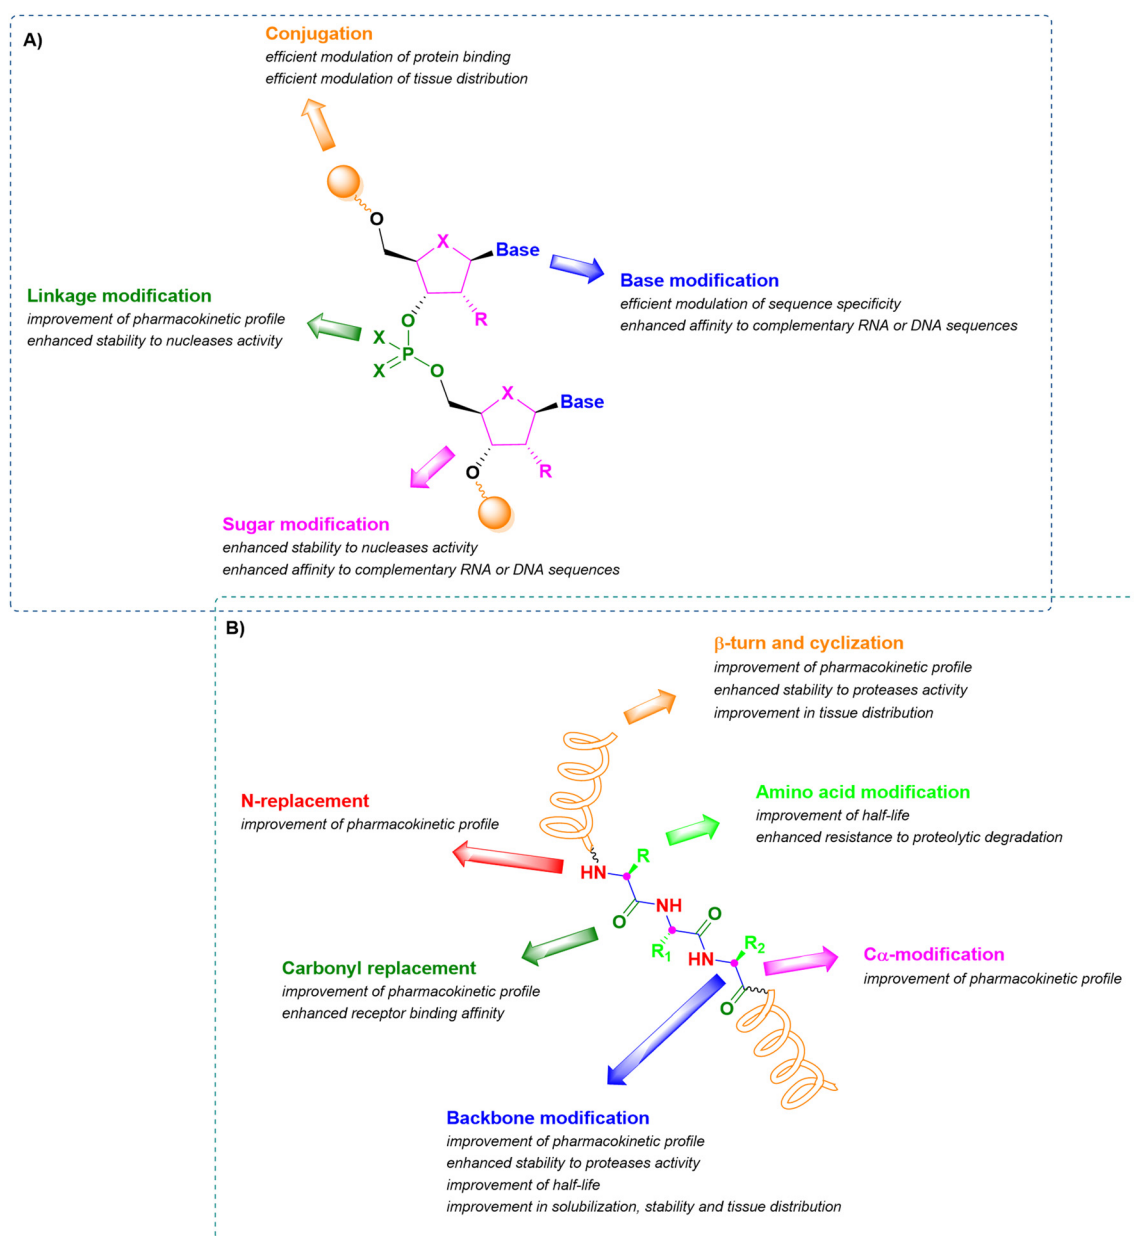 A)
Conjugation
efficient modulation of protein binding
efficient modulation of tissue distribution
O
X
Base
Base modification
efficient modulation of sequence specificity
enhanced affinity to complementary RNA or DNA sequences
Linkage modification
improvement of pharmacokinetic profile
enhanced stability to nucleases activity
R
O
X
P
X
O
X
Base
R
O
Sugar modification
enhanced stability to nucleases activity
enhanced affinity to complementary RNA or DNA sequences
B)
β-turn and cyclization
improvement of pharmacokinetic profile
enhanced stability to proteases activity
improvement in tissue distribution
N-replacement
improvement of pharmacokinetic profile
Amino acid modification
improvement of half-life
enhanced resistance to proteolytic degradation
R
HN
NH
O
O
R1
HN
R2
O
Carbonyl replacement
improvement of pharmacokinetic profile
enhanced receptor binding affinity
Cα-modification
improvement of pharmacokinetic profile
Backbone modification
improvement of pharmacokinetic profile
enhanced stability to proteases activity
improvement of half-life
improvement in solubilization, stability and tissue distribution